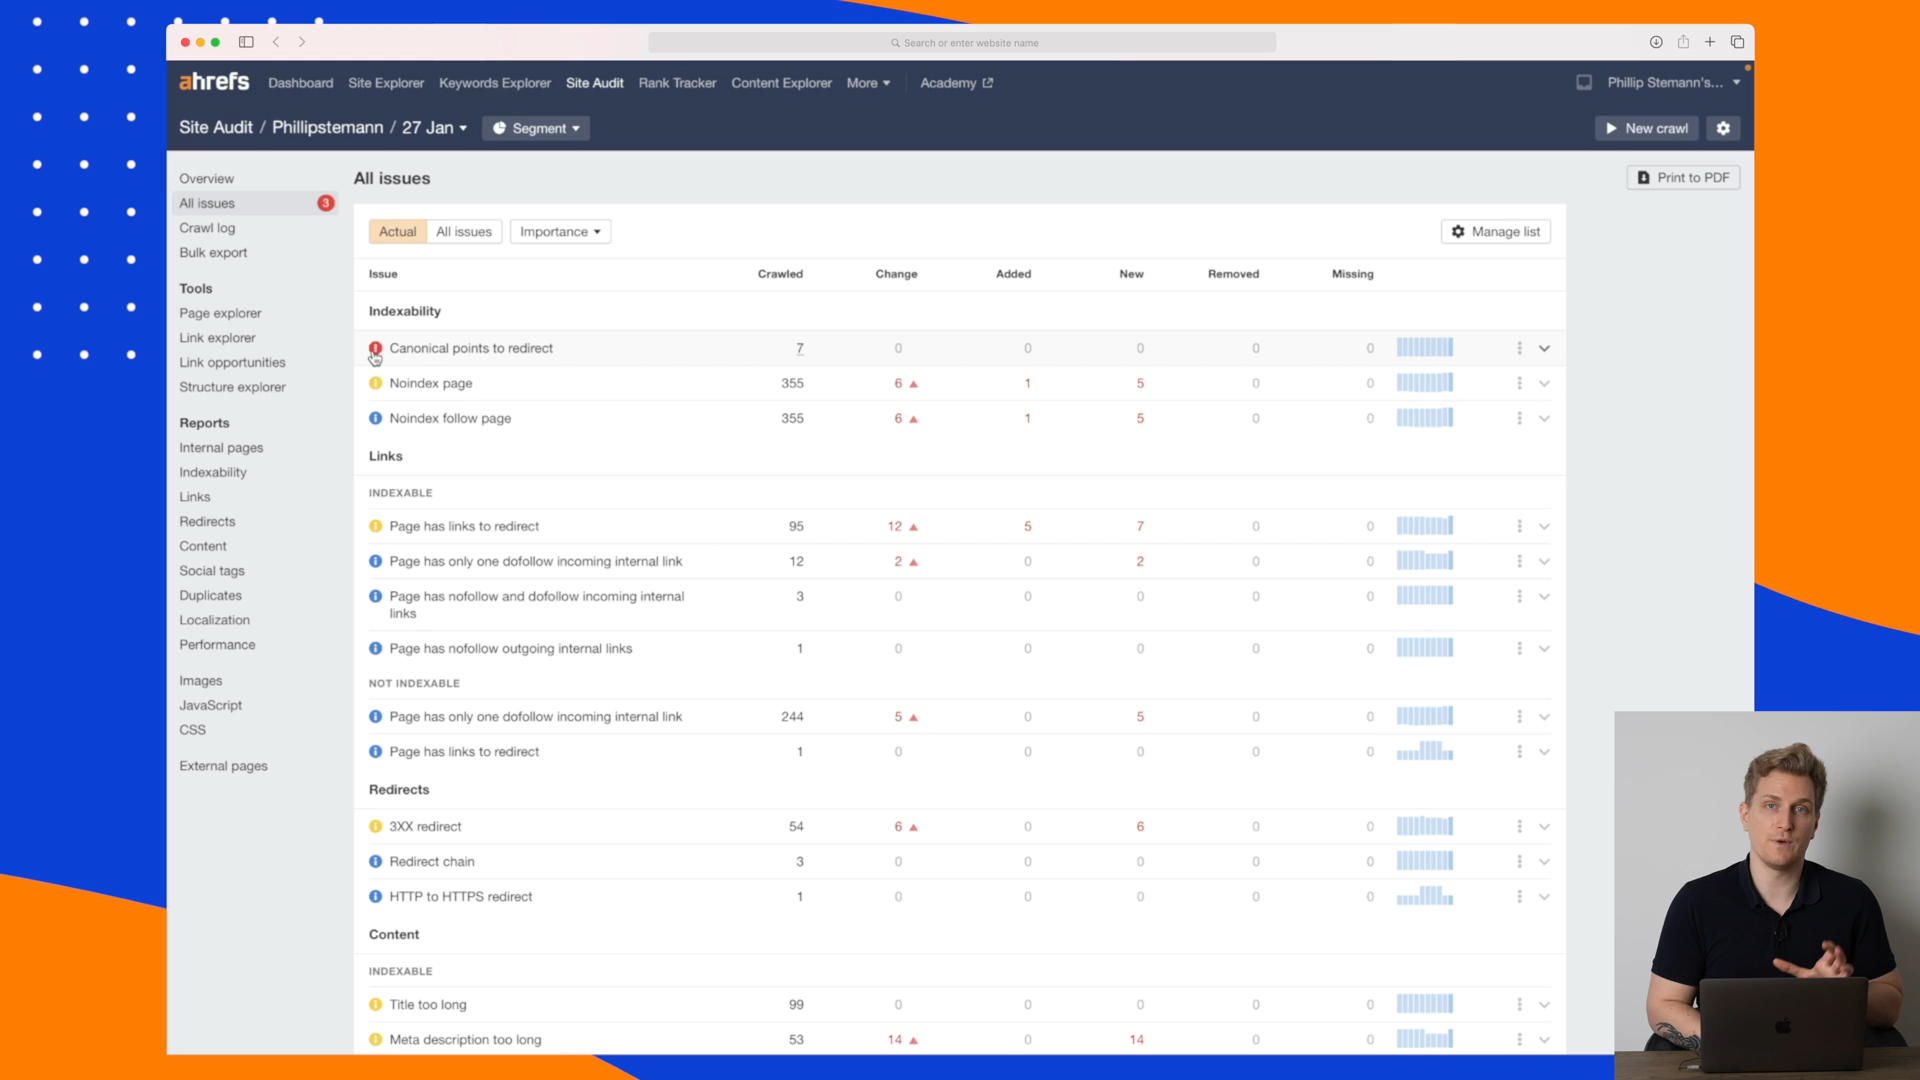 Search or enter website name
ahrefs Dashboard Site Explorer Keywords Explorer Site Audit Rank Tracker Content Explorer More Academy Phillip Stemann's...
Site Audit / Phillipstemann / 27 Jan Segment New crawl
Overview
All issues 3
Crawl log
Bulk export
Tools
Page explorer
Link explorer
Link opportunities
Structure explorer
Reports
Internal pages
Indexability
Links
Redirects
Content
Social tags
Duplicates
Localization
Performance
Images
JavaScript
CSS
External pages
All issues Print to PDF
Actual All issues Importance Manage list
Issue Crawled Change Added New Removed Missing
Indexability
Canonical points to redirect 7 0 0 0 0 0
Noindex page 355 6 1 5 0 0
Noindex follow page 355 6 1 5 0 0
Links
INDEXABLE
Page has links to redirect 95 12 5 7 0 0
Page has only one dofollow incoming internal link 12 2 0 2 0 0
Page has nofollow and dofollow incoming internal 3 0 0 0 0 0
links
Page has nofollow outgoing internal links 1 0 0 0 0 0
NOT INDEXABLE
Page has only one dofollow incoming internal link 244 5 0 5 0 0
Page has links to redirect 1 0 0 0 0 0
Redirects
3XX redirect 54 6 0 6 0 0
Redirect chain 3 0 0 0 0 0
HTTP to HTTPS redirect 1 0 0 0 0 0
Content
INDEXABLE
Title too long 99 0 0 0 0 0
Meta description too long 53 14 0 14 0 0